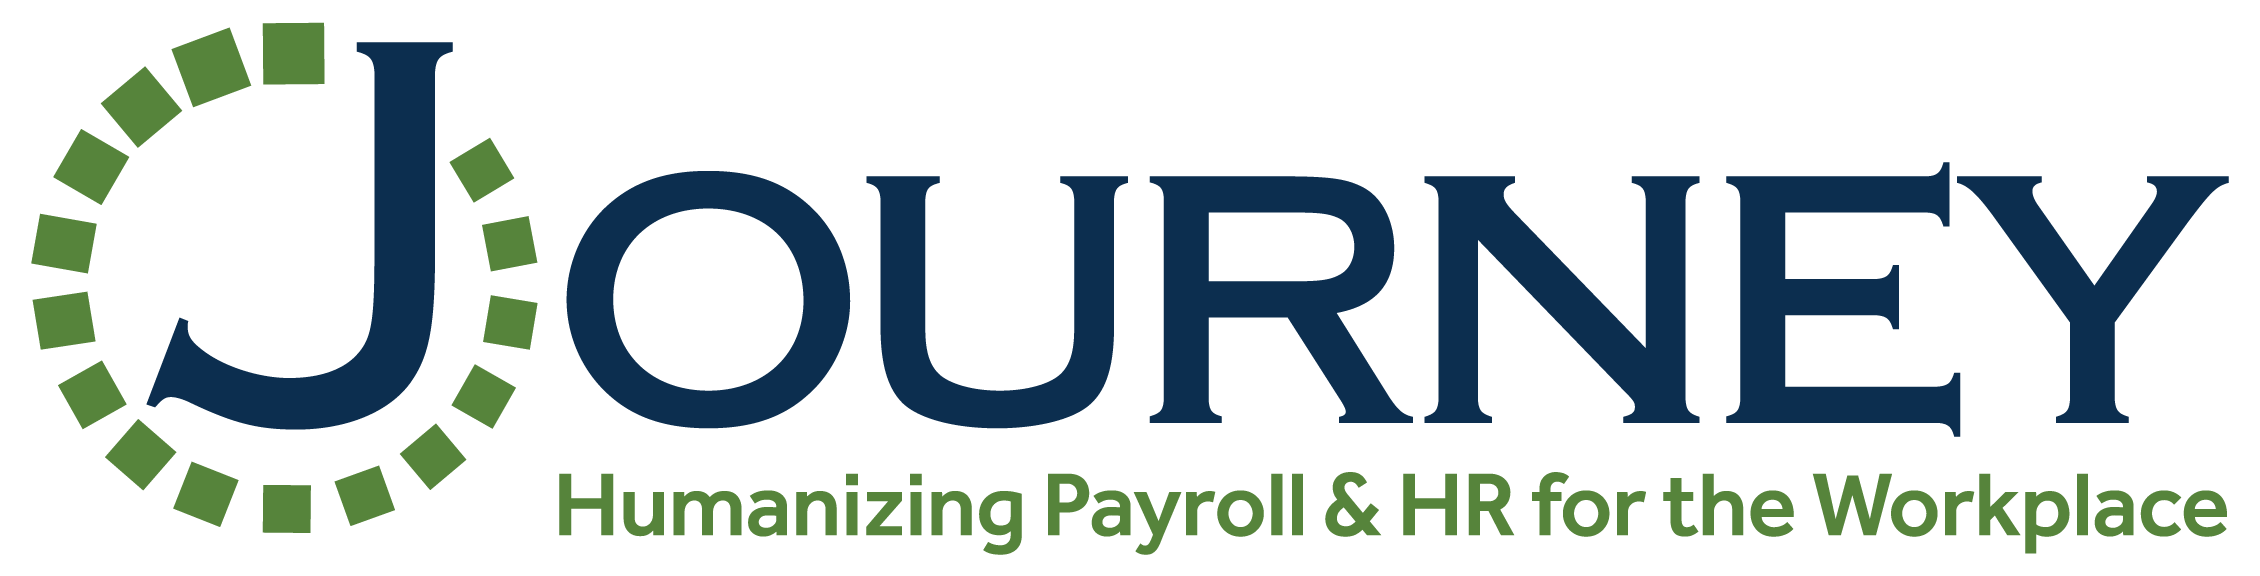 JOURNEY
Humanizing Payroll & HR for the Workplace